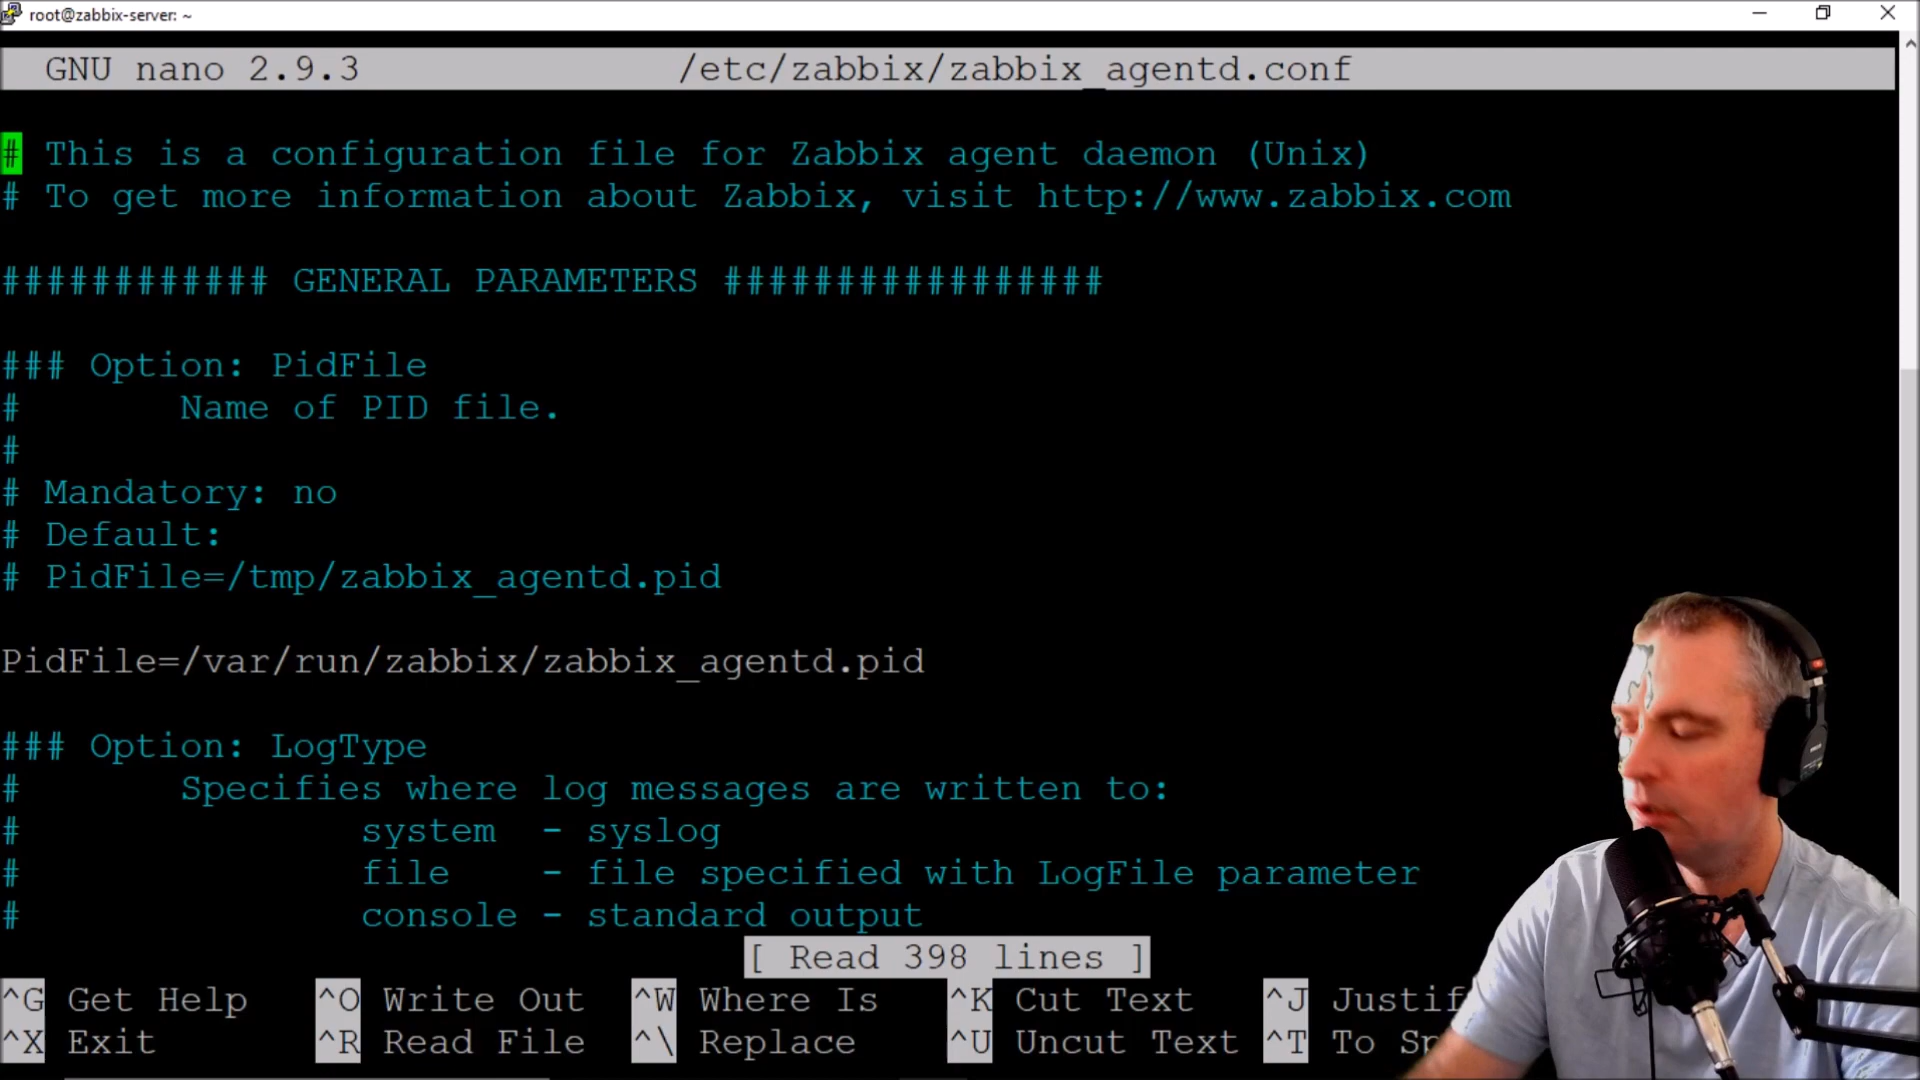 root@zabbix-server: ~
GNU nano 2.9.3 /etc/zabbix/zabbix_agentd.conf
# This is a configuration file for Zabbix agent daemon (Unix)
# To get more information about Zabbix, visit http://www.zabbix.com
############ GENERAL PARAMETERS #################
### Option: PidFile
# Name of PID file.
#
# Mandatory: no
# Default:
# PidFile=/tmp/zabbix_agentd.pid
PidFile=/var/run/zabbix/zabbix_agentd.pid
### Option: LogType
# Specifies where log messages are written to:
# system - syslog
# file - file specified with LogFile parameter
# console - standard output
[ Read 398 lines ]
^G Get Help ^O Write Out ^W Where Is ^K Cut Text ^J Justif
^X Exit ^R Read File ^\ Replace ^U Uncut Text ^T To Sp